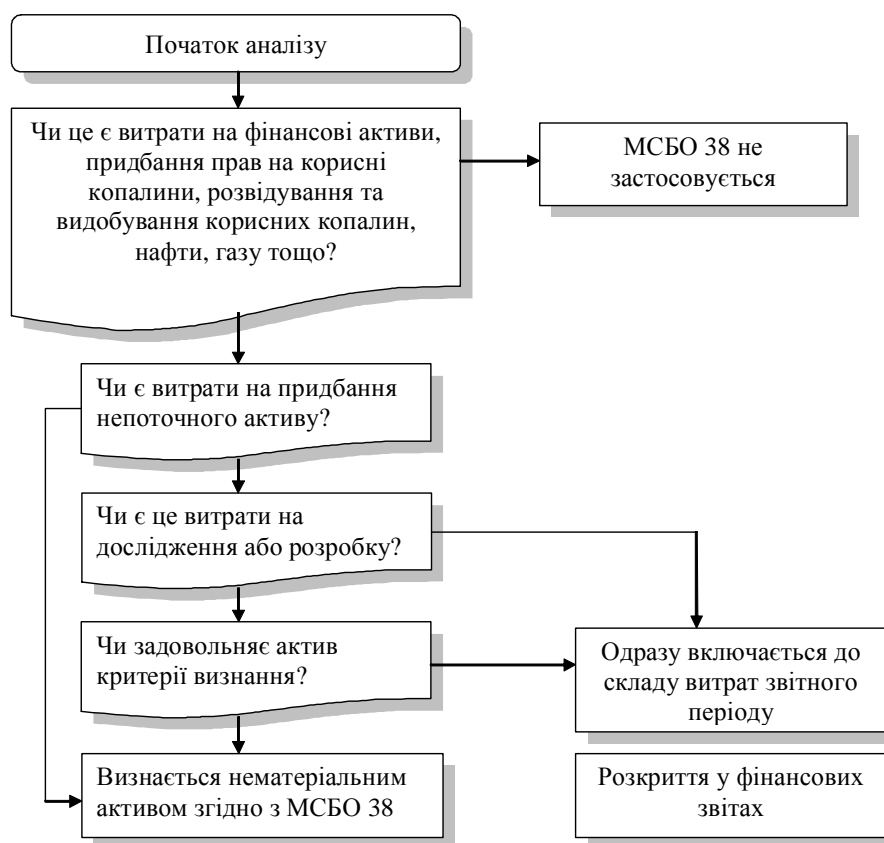 Початок аналізу
Чи це є витрати на фінансові активи,
придбання прав на корисні
копалини, розвідування та
видобування корисних копалин,
нафти, газу тощо?
МСБО 38 не
застосовується
Чи є витрати на придбання
непоточного активу?
Чи є це витрати на
дослідження або розробку?
Чи задовольняє актив
критерії визнання?
Одразу включається до
складу витрат звітного
періоду
Визнається нематеріальним
активом згідно з МСБО 38
Розкриття у фінансових
звітах